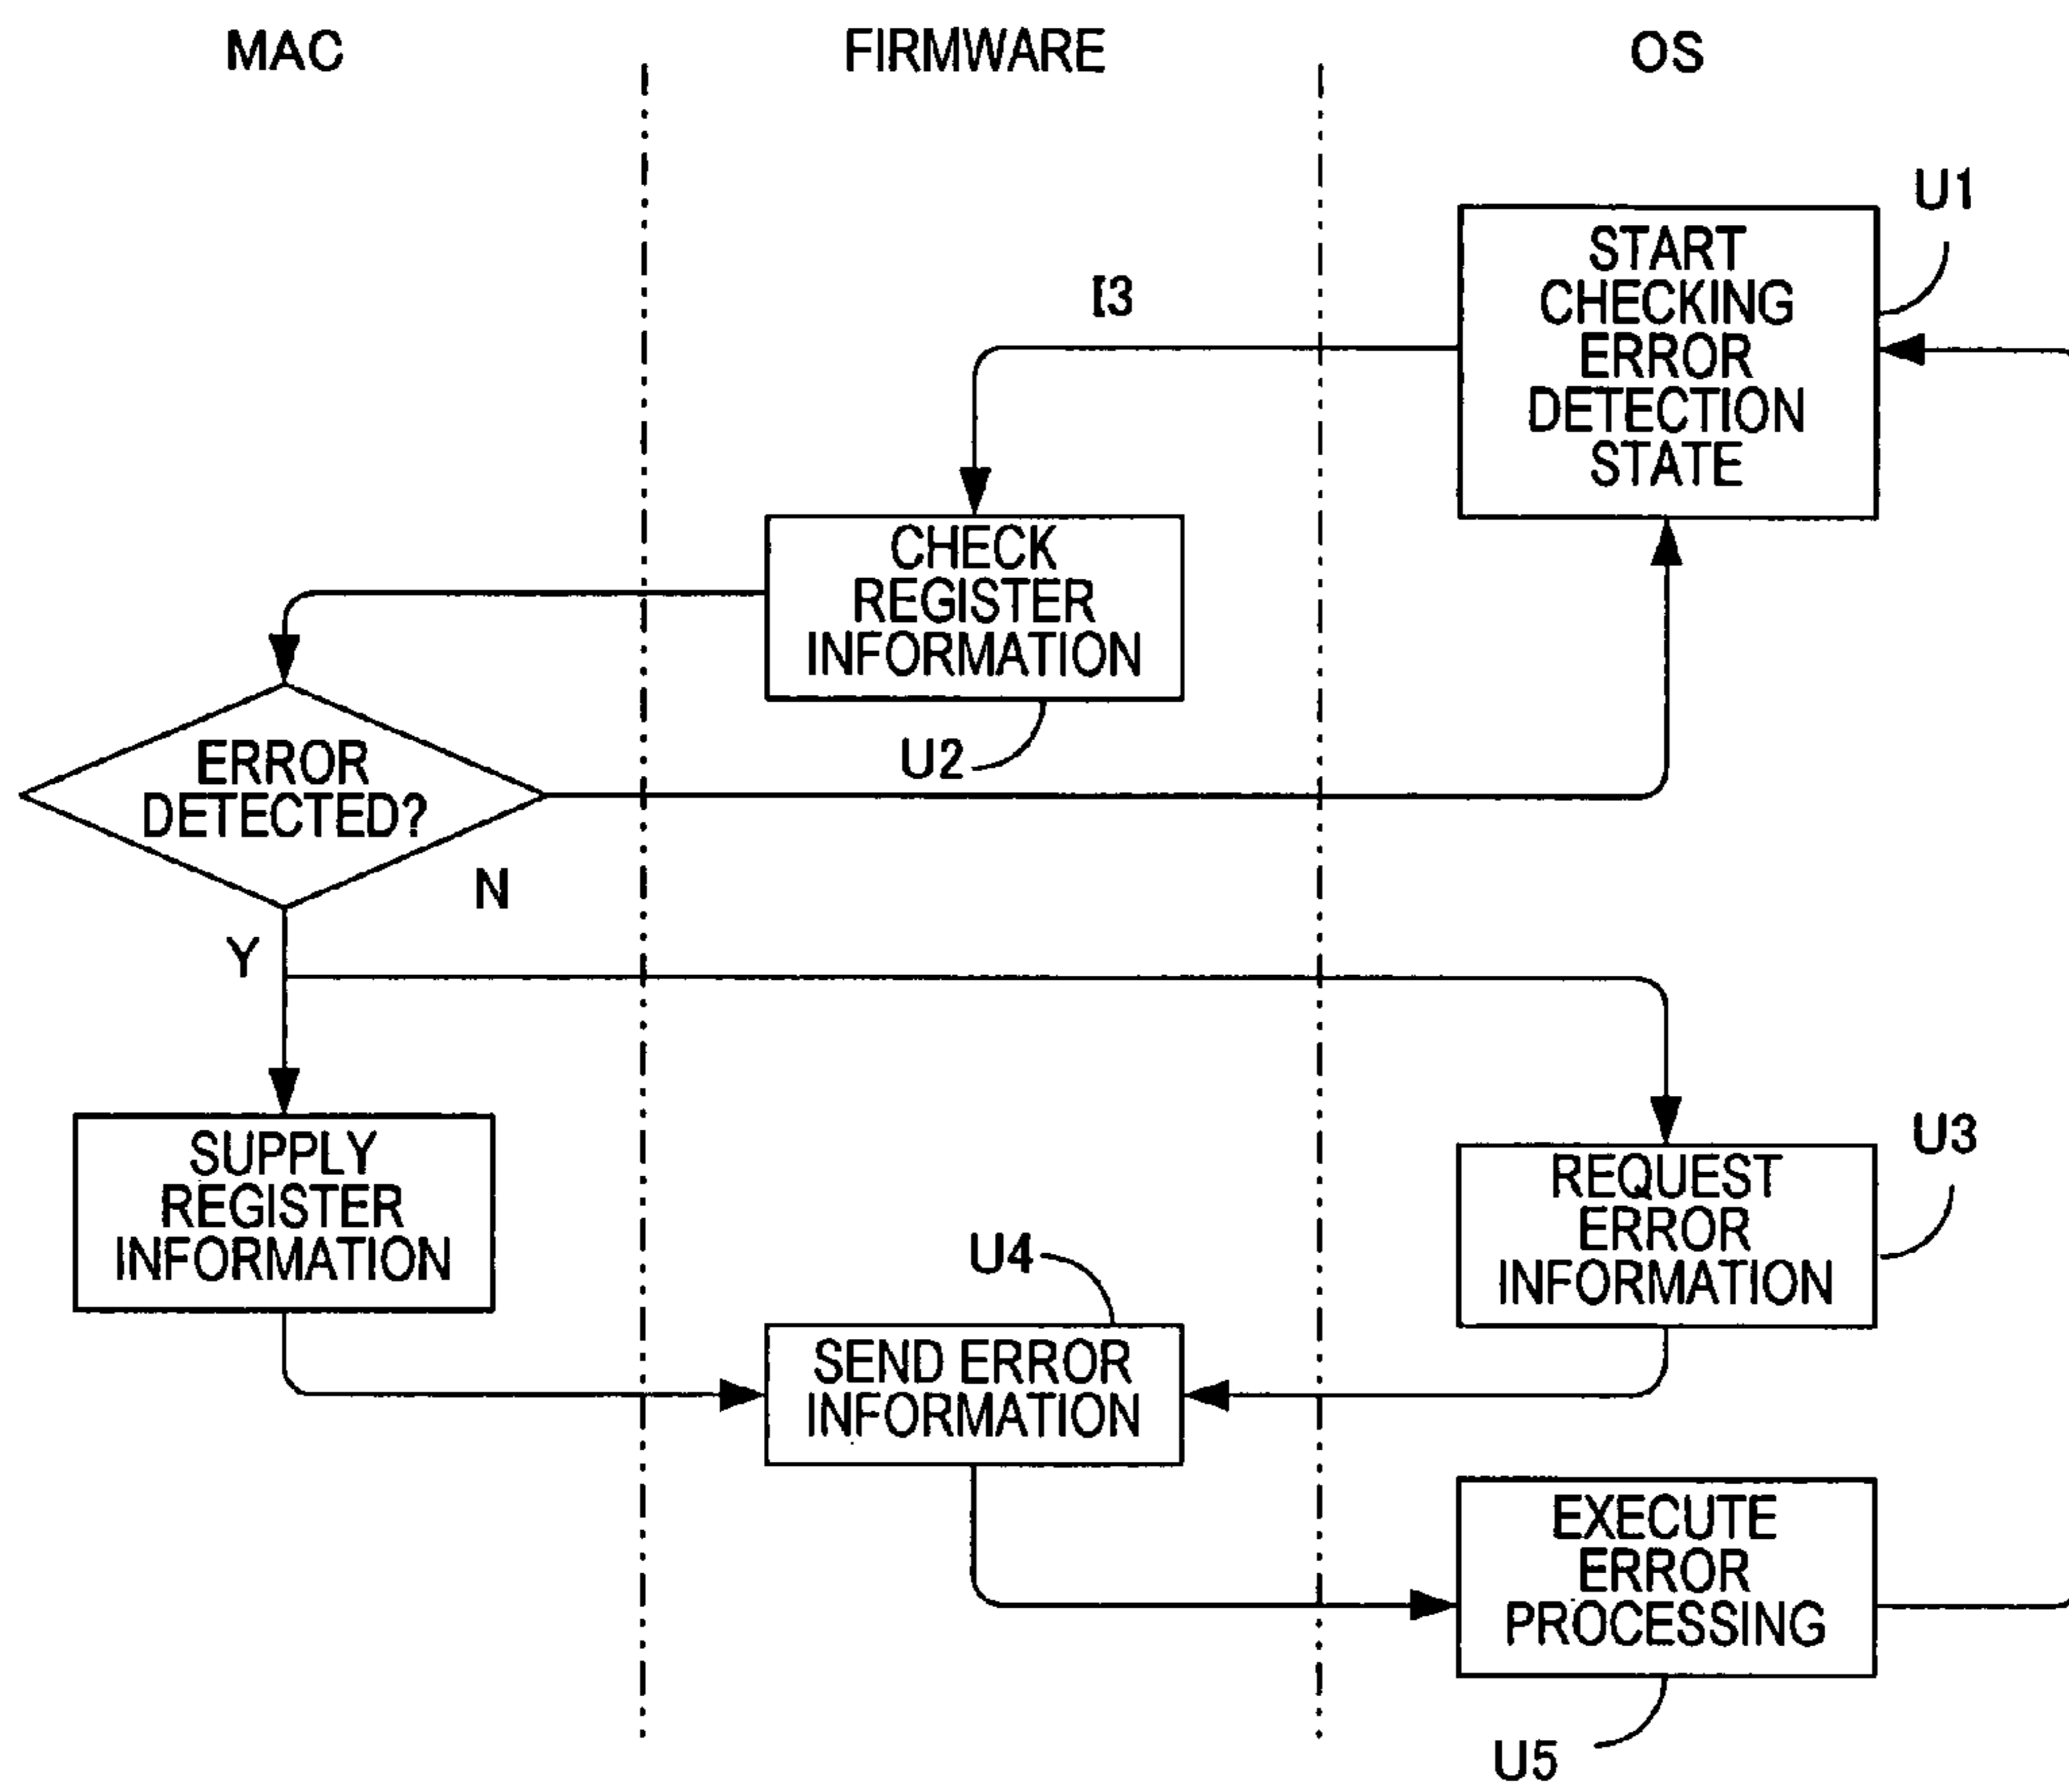 MAC
FIRMWARE
OS
U1
START
CHECKING
ERROR
DETECTION
STATE
I3
CHECK
REGISTER
INFORMATION
U2
ERROR
DETECTED?
N
Y
SUPPLY
REGISTER
INFORMATION
U3
REQUEST
ERROR
INFORMATION
U4
SEND ERROR
INFORMATION
EXECUTE
ERROR
PROCESSING
U5